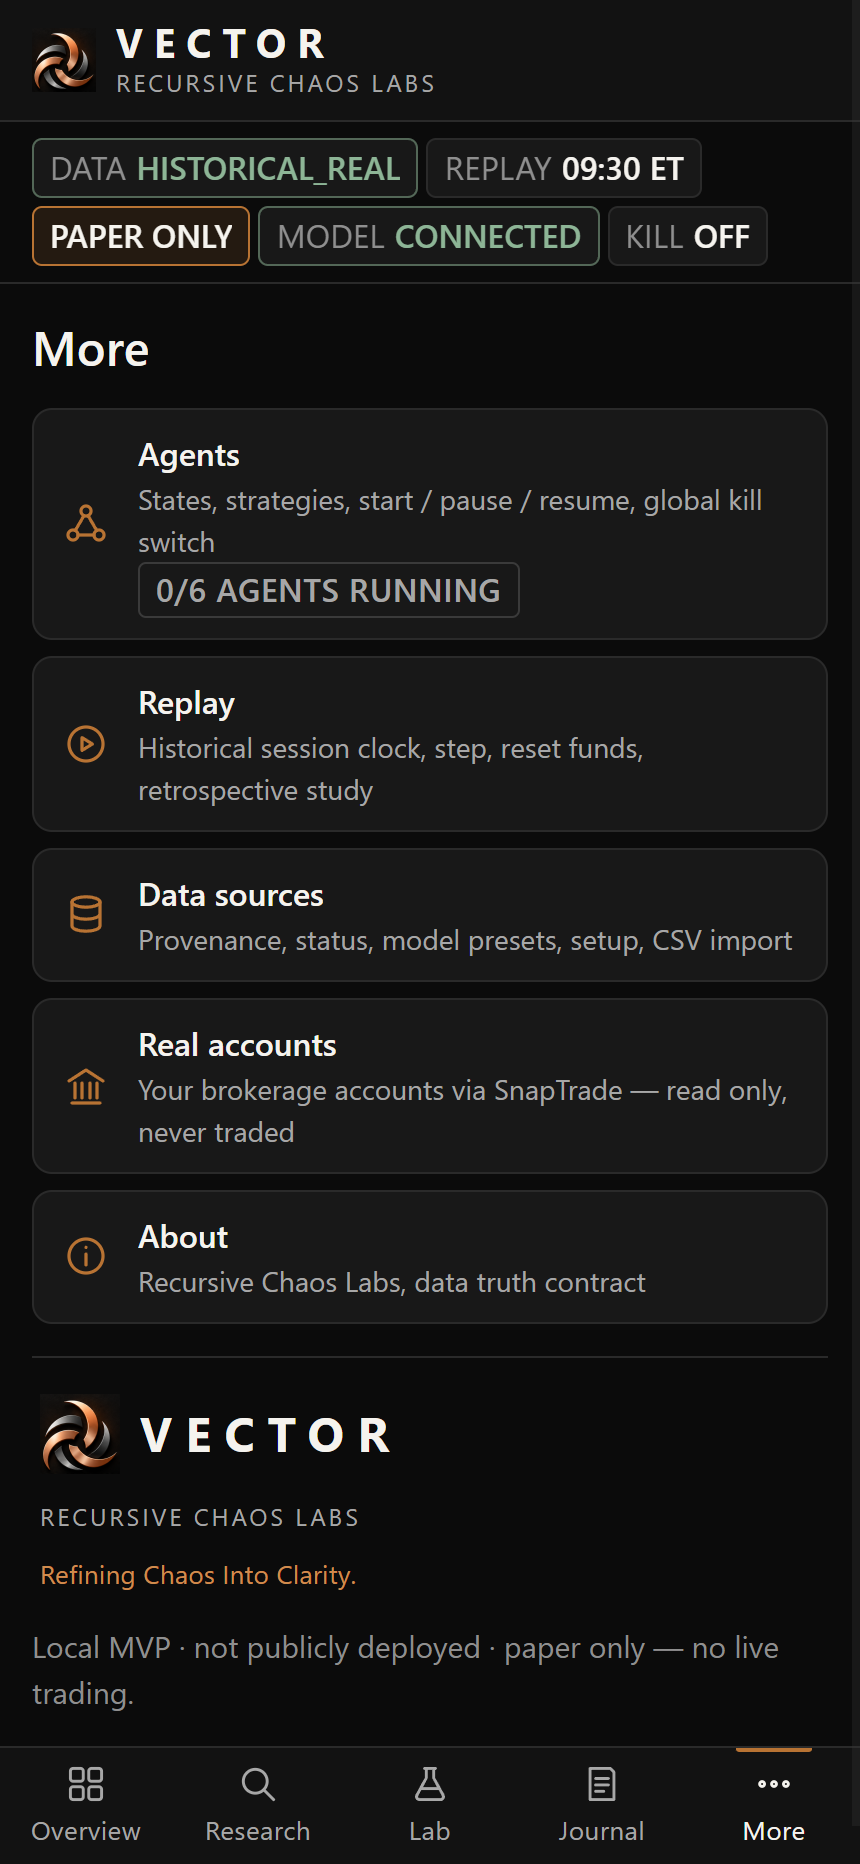 VECTOR
RECURSIVE CHAOS LABS
DATA HISTORICAL_REAL
REPLAY 09:30 ET
PAPER ONLY
MODEL CONNECTED
KILL OFF
More
Agents
States, strategies, start / pause / resume, global kill
switch
0/6 AGENTS RUNNING
Replay
Historical session clock, step, reset funds,
retrospective study
Data sources
Provenance, status, model presets, setup, CSV import
Real accounts
Your brokerage accounts via SnapTrade — read only,
never traded
About
Recursive Chaos Labs, data truth contract
VECTOR
RECURSIVE CHAOS LABS
Refining Chaos Into Clarity.
Local MVP · not publicly deployed · paper only — no live
trading.
Overview
Research
Lab
Journal
More